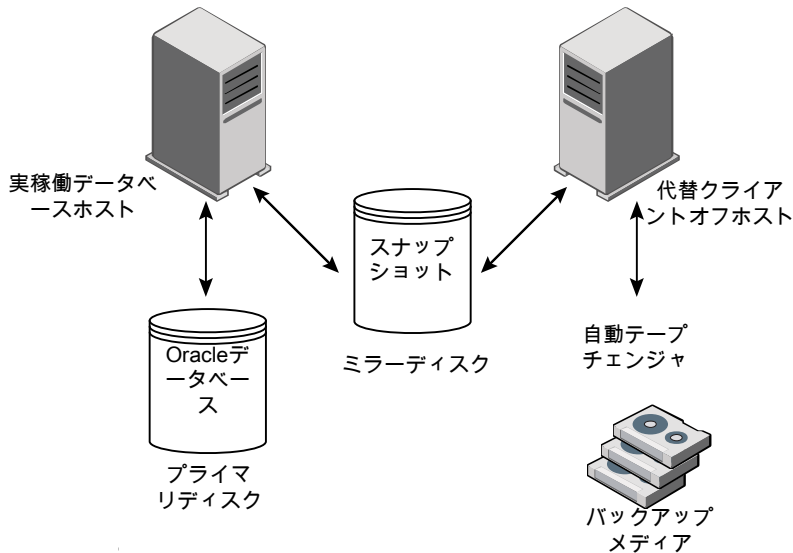 実稼働データベ
ースホスト
代替クライア
ントオフホスト
スナップ
ショット
ミラーディスク
Oracleデ
ータベー
ス
プライマ
リディスク
自動テープ
チェンジャ
バックアップ
メディア